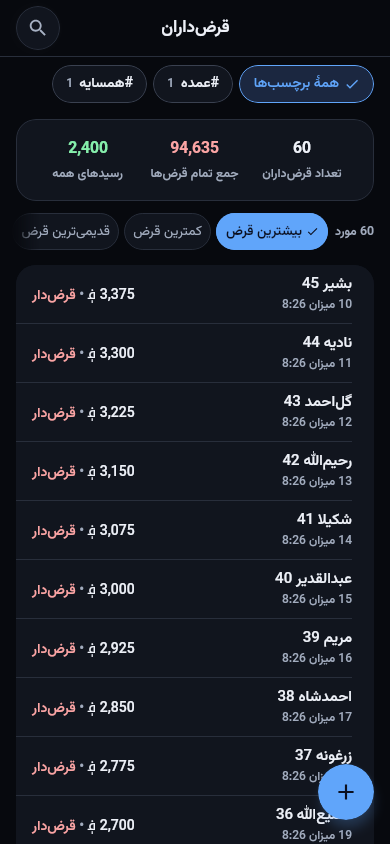 قرض‌داران
همهٔ برچسب‌ها
#عمده 1
#همسایه 1
60
94,635
2,400
تعداد قرض‌داران
جمع تمام قرض‌ها
رسیدهای همه
60 مورد
بیشترین قرض
کمترین قرض
قدیمی‌ترین قرض
بشیر 45
10 میزان 8:26
3,375 ؋ • قرض‌دار
نادیه 44
11 میزان 8:26
3,300 ؋ • قرض‌دار
گل‌احمد 43
12 میزان 8:26
3,225 ؋ • قرض‌دار
رحیم‌الله 42
13 میزان 8:26
3,150 ؋ • قرض‌دار
شکیلا 41
14 میزان 8:26
3,075 ؋ • قرض‌دار
عبدالقدیر 40
15 میزان 8:26
3,000 ؋ • قرض‌دار
مریم 39
16 میزان 8:26
2,925 ؋ • قرض‌دار
احمدشاه 38
17 میزان 8:26
2,850 ؋ • قرض‌دار
زرغونه 37
8:26
2,775 ؋ • قرض‌دار
36
19 میزان 8:26
2,700 ؋ • قرض‌دار